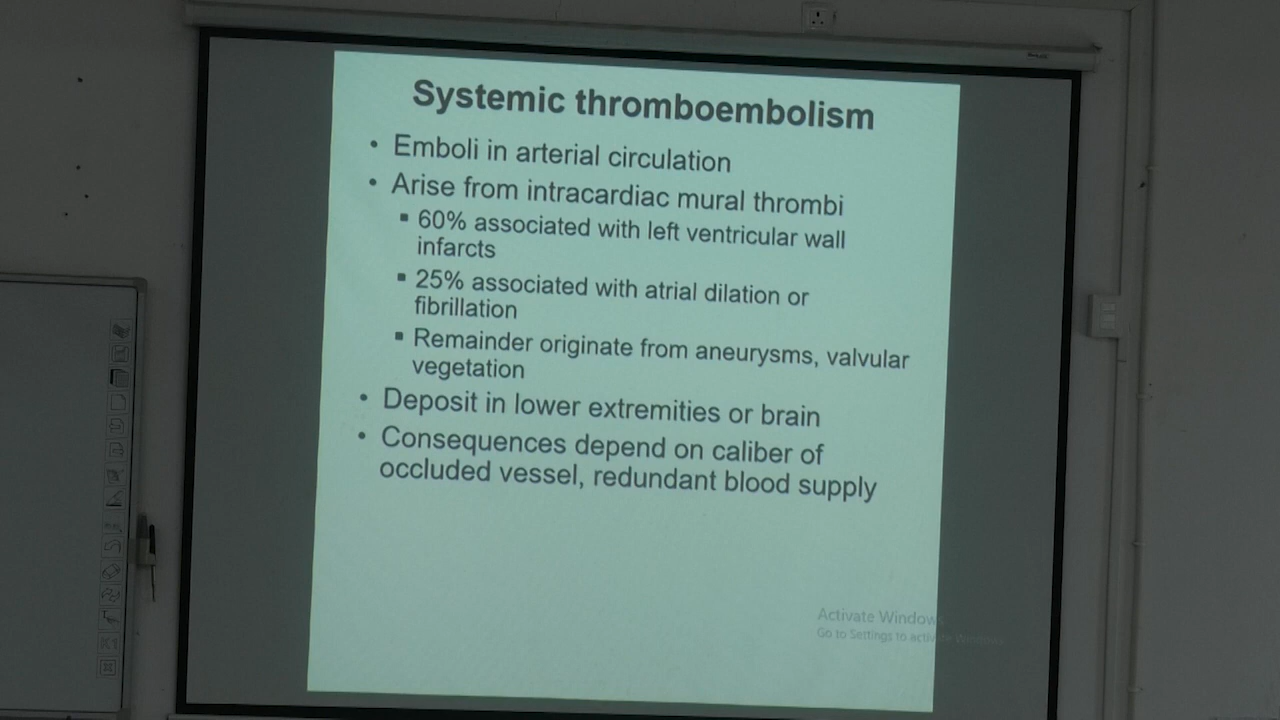 Systemic thromboembolism
• Emboli in arterial circulation
• Arise from intracardiac mural thrombi
▪ 60% associated with left ventricular wall
infarcts
▪ 25% associated with atrial dilation or
fibrillation
▪ Remainder originate from aneurysms, valvular
vegetation
• Deposit in lower extremities or brain
• Consequences depend on caliber of
occluded vessel, redundant blood supply
Activate Windows
Go to Settings to activate Windows.